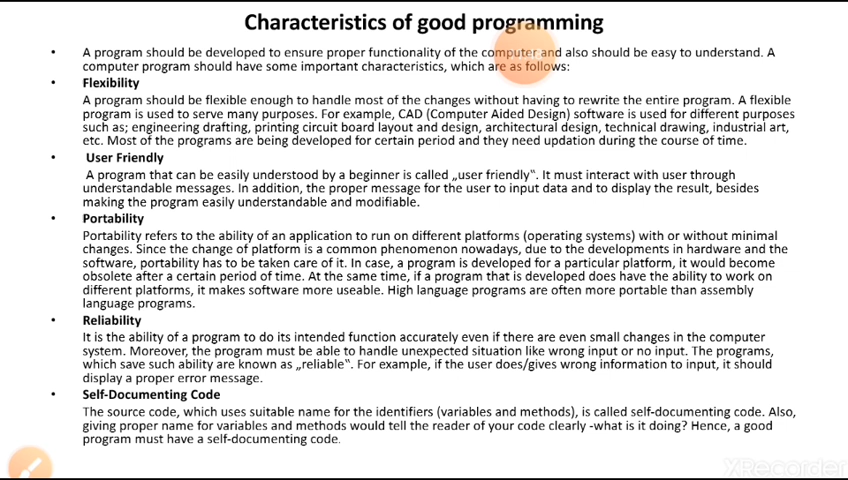 Characteristics of good programming
• A program should be developed to ensure proper functionality of the computer and also should be easy to understand. A
computer program should have some important characteristics, which are as follows:
• Flexibility
A program should be flexible enough to handle most of the changes without having to rewrite the entire program. A flexible
program is used to serve many purposes. For example, CAD (Computer Aided Design) software is used for different purposes
such as; engineering drafting, printing circuit board layout and design, architectural design, technical drawing, industrial art,
etc. Most of the programs are being developed for certain period and they need updation during the course of time.
• User Friendly
A program that can be easily understood by a beginner is called „user friendly‟. It must interact with user through
understandable messages. In addition, the proper message for the user to input data and to display the result, besides
making the program easily understandable and modifiable.
• Portability
Portability refers to the ability of an application to run on different platforms (operating systems) with or without minimal
changes. Since the change of platform is a common phenomenon nowadays, due to the developments in hardware and the
software, portability has to be taken care of it. In case, a program is developed for a particular platform, it would become
obsolete after a certain period of time. At the same time, if a program that is developed does have the ability to work on
different platforms, it makes software more useable. High language programs are often more portable than assembly
language programs.
• Reliability
It is the ability of a program to do its intended function accurately even if there are even small changes in the computer
system. Moreover, the program must be able to handle unexpected situation like wrong input or no input. The programs,
which save such ability are known as „reliable‟. For example, if the user does/gives wrong information to input, it should
display a proper error message.
• Self-Documenting Code
The source code, which uses suitable name for the identifiers (variables and methods), is called self-documenting code. Also,
giving proper name for variables and methods would tell the reader of your code clearly -what is it doing? Hence, a good
program must have a self-documenting code.
XRecorder